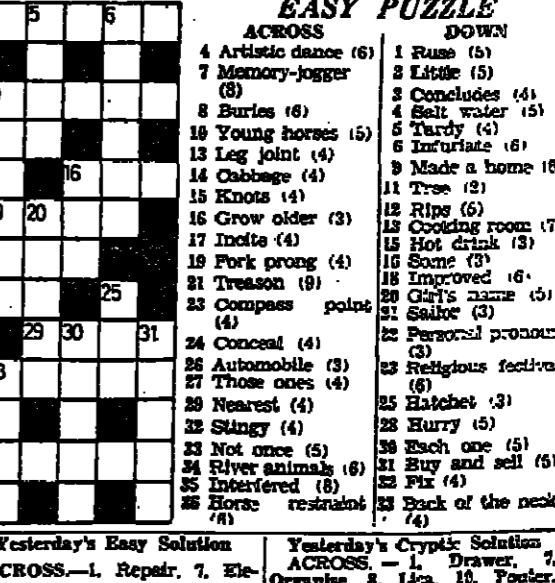 5 6
16
20
25
29 30 31
EASY PUZZLE
ACROSS
4 Artistic dance (6)
7 Memory-jogger
(8)
8 Buries (6)
10 Young horses (5)
13 Leg joint (4)
14 Cabbage (4)
15 Knots (4)
16 Grow older (3)
17 Incite (4)
19 Fork prong (4)
21 Treason (9)
23 Compass point
(4)
24 Conceal (4)
26 Automobile (3)
27 Those ones (4)
29 Nearest (4)
32 Stingy (4)
33 Not once (5)
34 River animals (6)
35 Interfered (8)
36 Horse restraint
(6)
DOWN
1 Ruse (5)
2 Little (5)
3 Concludes (4)
4 Salt water (5)
5 Tardy (4)
6 Infuriate (6)
9 Made a home (6
11 Tree (3)
12 Rips (5)
13 Cooking room (7
15 Hot drink (3)
16 Some (3)
18 Improved (6)
20 Girl's name (5)
21 Sailor (3)
22 Personal pronoun
(3)
23 Religious festiva
(6)
25 Hatchet (3)
28 Hurry (5)
30 Each one (5)
31 Buy and sell (5)
32 Fix (4)
33 Back of the neck
(4)
Yesterday's Easy Solution
CROSS.—1, Repair. 7, Ele-
Yesterday's Cryptic Solution
ACROSS. — 1, Drawer. 7,
8, Lira. 10,